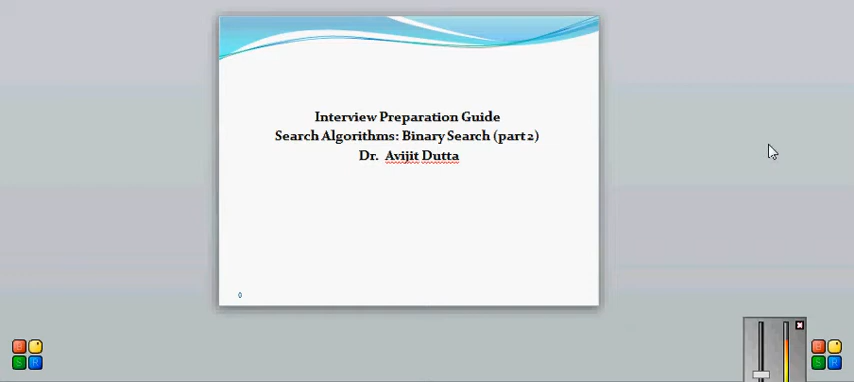 Interview Preparation Guide
Search Algorithms: Binary Search (part 2)
Dr. Avijit Dutta
0
B
S R
B
S R